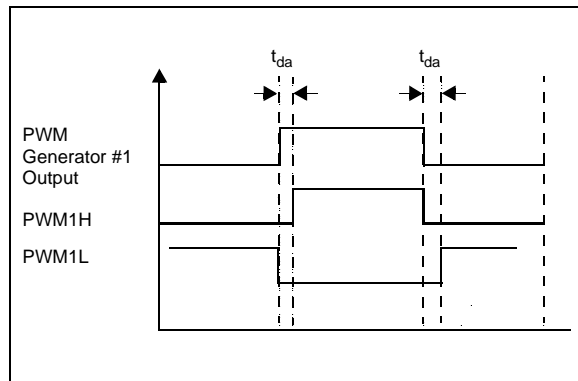 t_da t_da
PWM
Generator #1
Output
PWM1H
PWM1L